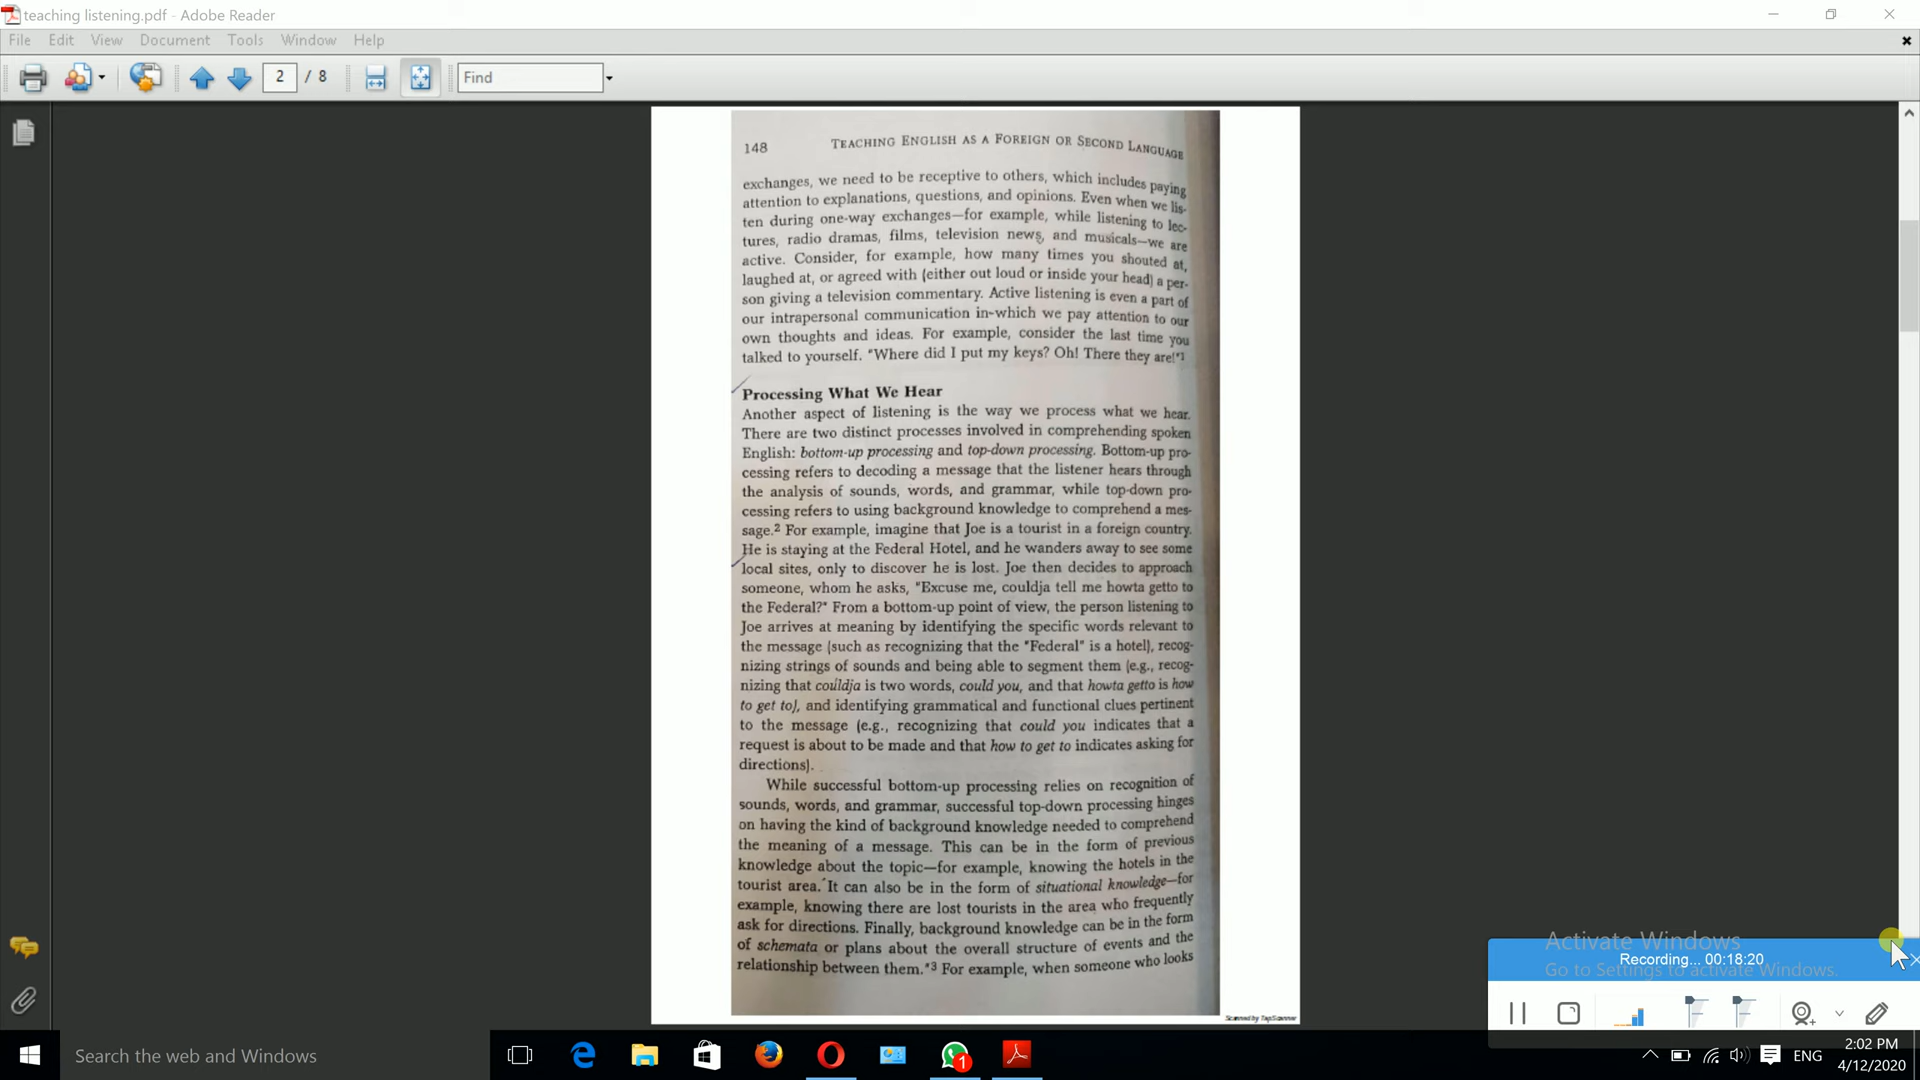 teaching listening.pdf - Adobe Reader
File Edit View Document Tools Window Help
2 / 8 Find
148 TEACHING ENGLISH AS A FOREIGN OR SECOND LANGUAGE
exchanges, we need to be receptive to others, which includes paying
attention to explanations, questions, and opinions. Even when we lis-
ten during one-way exchanges—for example, while listening to lec-
tures, radio dramas, films, television news, and musicals—we are
active. Consider, for example, how many times you shouted at,
laughed at, or agreed with (either out loud or inside your head) a per-
son giving a television commentary. Active listening is even a part of
our intrapersonal communication in-which we pay attention to our
own thoughts and ideas. For example, consider the last time you
talked to yourself. "Where did I put my keys? Oh! There they are!"1
Processing What We Hear
Another aspect of listening is the way we process what we hear.
There are two distinct processes involved in comprehending spoken
English: bottom-up processing and top-down processing. Bottom-up pro-
cessing refers to decoding a message that the listener hears through
the analysis of sounds, words, and grammar, while top-down pro-
cessing refers to using background knowledge to comprehend a mes-
sage.2 For example, imagine that Joe is a tourist in a foreign country.
He is staying at the Federal Hotel, and he wanders away to see some
local sites, only to discover he is lost. Joe then decides to approach
someone, whom he asks, "Excuse me, couldja tell me howta getto to
the Federal?" From a bottom-up point of view, the person listening to
Joe arrives at meaning by identifying the specific words relevant to
the message (such as recognizing that the "Federal" is a hotel), recog-
nizing strings of sounds and being able to segment them (e.g., recog-
nizing that couldja is two words, could you, and that howta getto is how
to get to), and identifying grammatical and functional clues pertinent
to the message (e.g., recognizing that could you indicates that a
request is about to be made and that how to get to indicates asking for
directions).
While successful bottom-up processing relies on recognition of
sounds, words, and grammar, successful top-down processing hinges
on having the kind of background knowledge needed to comprehend
the meaning of a message. This can be in the form of previous
knowledge about the topic—for example, knowing the hotels in the
tourist area. It can also be in the form of situational knowledge—for
example, knowing there are lost tourists in the area who frequently
ask for directions. Finally, background knowledge can be in the form
of schemata or plans about the overall structure of events and the
relationship between them."3 For example, when someone who looks
Scanned by TapScanner
Activate Windows
Recording... 00:18:20
Go to Settings to activate Windows.
Search the web and Windows
1
ENG
2:02 PM
4/12/2020